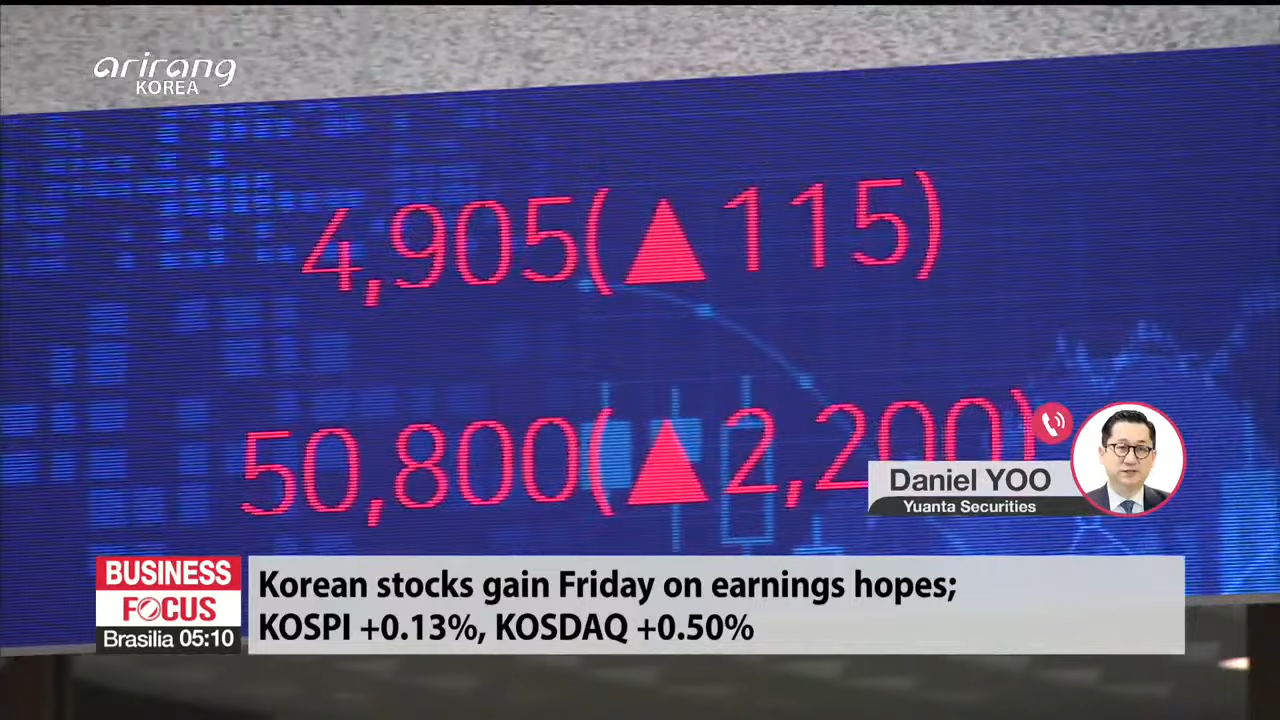 arirang
KOREA
4,905(▲115)
50,800(▲2,200)
Daniel YOO
Yuanta Securities
BUSINESS
FOCUS
Brasilia 05:10
Korean stocks gain Friday on earnings hopes;
KOSPI +0.13%, KOSDAQ +0.50%